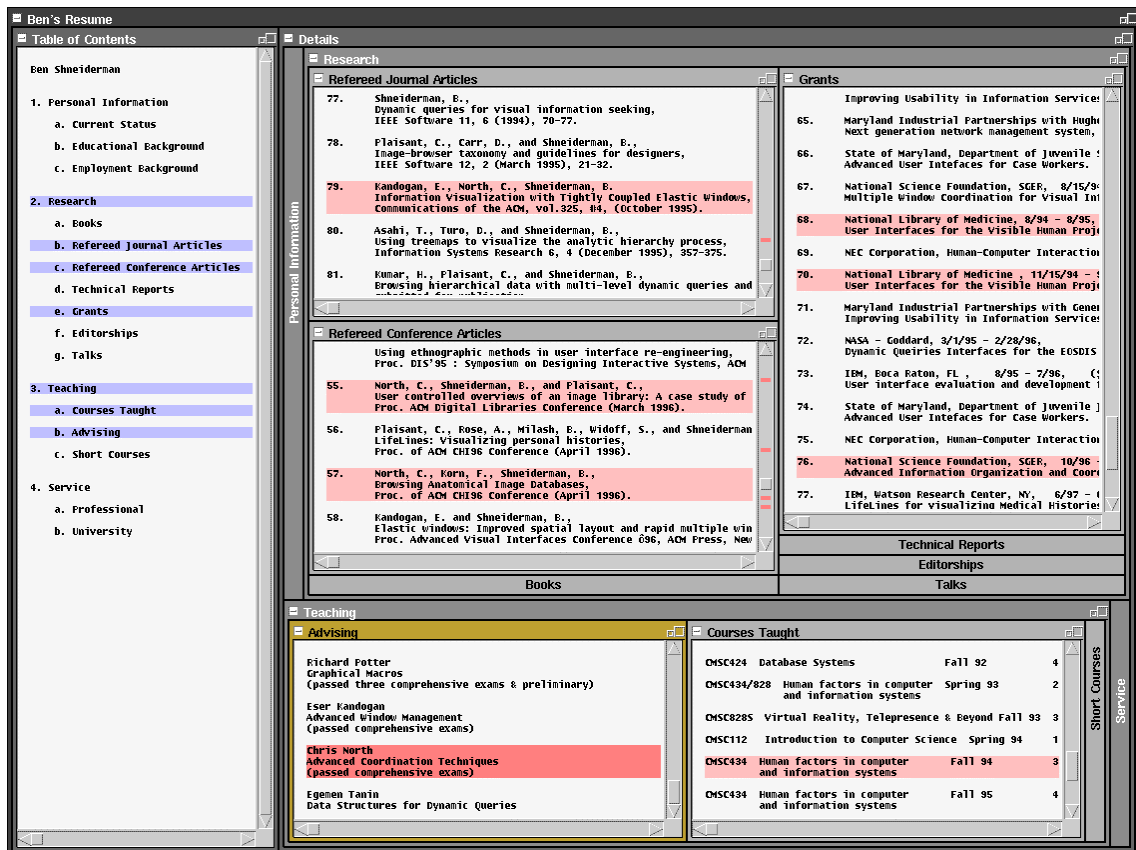 Ben's Resume
Table of Contents
Ben Shneiderman
1. Personal Information
a. Current Status
b. Educational Background
c. Employment Background
2. Research
a. Books
b. Refereed Journal Articles
c. Refereed Conference Articles
d. Technical Reports
e. Grants
f. Editorships
g. Talks
3. Teaching
a. Courses Taught
b. Advising
c. Short Courses
4. Service
a. Professional
b. University
Details
Personal Information
Research
Refereed Journal Articles
77. Shneiderman, B.,
Dynamic queries for visual information seeking,
IEEE Software 11, 6 (1994), 70-77.
78. Plaisant, C., Carr, D., and Shneiderman, B.,
Image-browser taxonomy and guidelines for designers,
IEEE Software 12, 2 (March 1995), 21-32.
79. Kandogan, E., North, C., Shneiderman, B.
Information Visualization with Tightly Coupled Elastic Windows,
Communications of the ACM, vol.325, #4, (October 1995).
80. Asahi, T., Turo, D., and Shneiderman, B.,
Using treemaps to visualize the analytic hierarchy process,
Information Systems Research 6, 4 (December 1995), 357-375.
81. Kumar, H., Plaisant, C., and Shneiderman, B.,
Browsing hierarchical data with multi-level dynamic queries and
Refereed Conference Articles
Using ethnographic methods in user interface re-engineering,
Proc. DIS'95 : Symposium on Designing Interactive Systems, ACM
55. North, C., Shneiderman, B., and Plaisant, C.,
User controlled overviews of an image library: A case study of
Proc. ACM Digital Libraries Conference (March 1996).
56. Plaisant, C., Rose, A., Milash, B., Widoff, S., and Shneiderman
LifeLines: Visualizing personal histories,
Proc. of ACM CHI96 Conference (April 1996).
57. North, C., Korn, F., Shneiderman, B.,
Browsing Anatomical Image Databases,
Proc. of ACM CHI96 Conference (April 1996).
58. Kandogan, E. and Shneiderman, B.,
Elastic windows: Improved spatial layout and rapid multiple win
Proc. Advanced Visual Interfaces Conference ô96, ACM Press, New
Books
Grants
Improving Usability in Information Services
65. Maryland Industrial Partnerships with Hugh
Next generation network management system,
66. State of Maryland, Department of Juvenile
Advanced User Intefaces for Case Workers.
67. National Science Foundation, SGER, 8/15/94
Multiple Window Coordination for Visual Inf
68. National Library of Medicine, 8/94 - 8/95,
User Interfaces for the Visible Human Proj
69. NEC Corporation, Human-Computer Interaction
70. National Library of Medicine , 11/15/94 -
User Interfaces for the Visible Human Proj
71. Maryland Industrial Partnerships with Gener
Improving Usability in Information Services
72. NASA - Goddard, 3/1/95 - 2/28/96,
Dynamic Queiries Interfaces for the EOSDIS
73. IBM, Boca Raton, FL , 8/95 - 7/96,
User interface evaluation and development
74. State of Maryland, Department of Juvenile
Advanced User Intefaces for Case Workers.
75. NEC Corporation, Human-Computer Interaction
76. National Science Foundation, SGER, 10/96 -
Advanced Information Organization and Coor
77. IBM, Watson Research Center, NY, 6/97 -
LifeLines for visualizing Medical Histories
Technical Reports
Editorships
Talks
Teaching
Advising
Richard Potter
Graphical Macros
(passed three comprehensive exams & preliminary)
Eser Kandogan
Advanced Window Management
(passed comprehensive exams)
Chris North
Advanced Coordination Techniques
(passed comprehensive exams)
Egemen Tanin
Data Structures for Dynamic Queries
Courses Taught
CMSC424 Database Systems Fall 92 4
CMSC434/828 Human factors in computer Spring 93 2
and information systems
CMSC828S Virtual Reality, Telepresence & Beyond Fall 93 3
CMSC112 Introduction to Computer Science Spring 94 1
CMSC434 Human factors in computer Fall 94 3
and information systems
CMSC434 Human factors in computer Fall 95 4
and information systems
Short Courses
Service